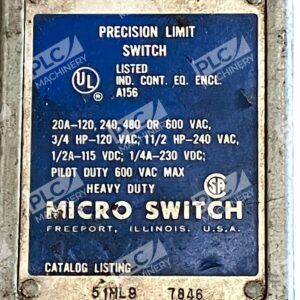 PRECISION LIMIT
SWITCH
UL
LISTED
IND. CONT. EQ. ENCL.
A156
20A-120, 240, 480 OR 600 VAC,
3/4 HP-120 VAC; 1 1/2 HP-240 VAC,
1/2A-115 VDC; 1/4A-230 VDC;
PILOT DUTY 600 VAC MAX
HEAVY DUTY
SA
MICRO SWITCH
FREEPORT, ILLINOIS. U.S.A.
CATALOG LISTING
51ML9 7846
PLC
MACHINERY